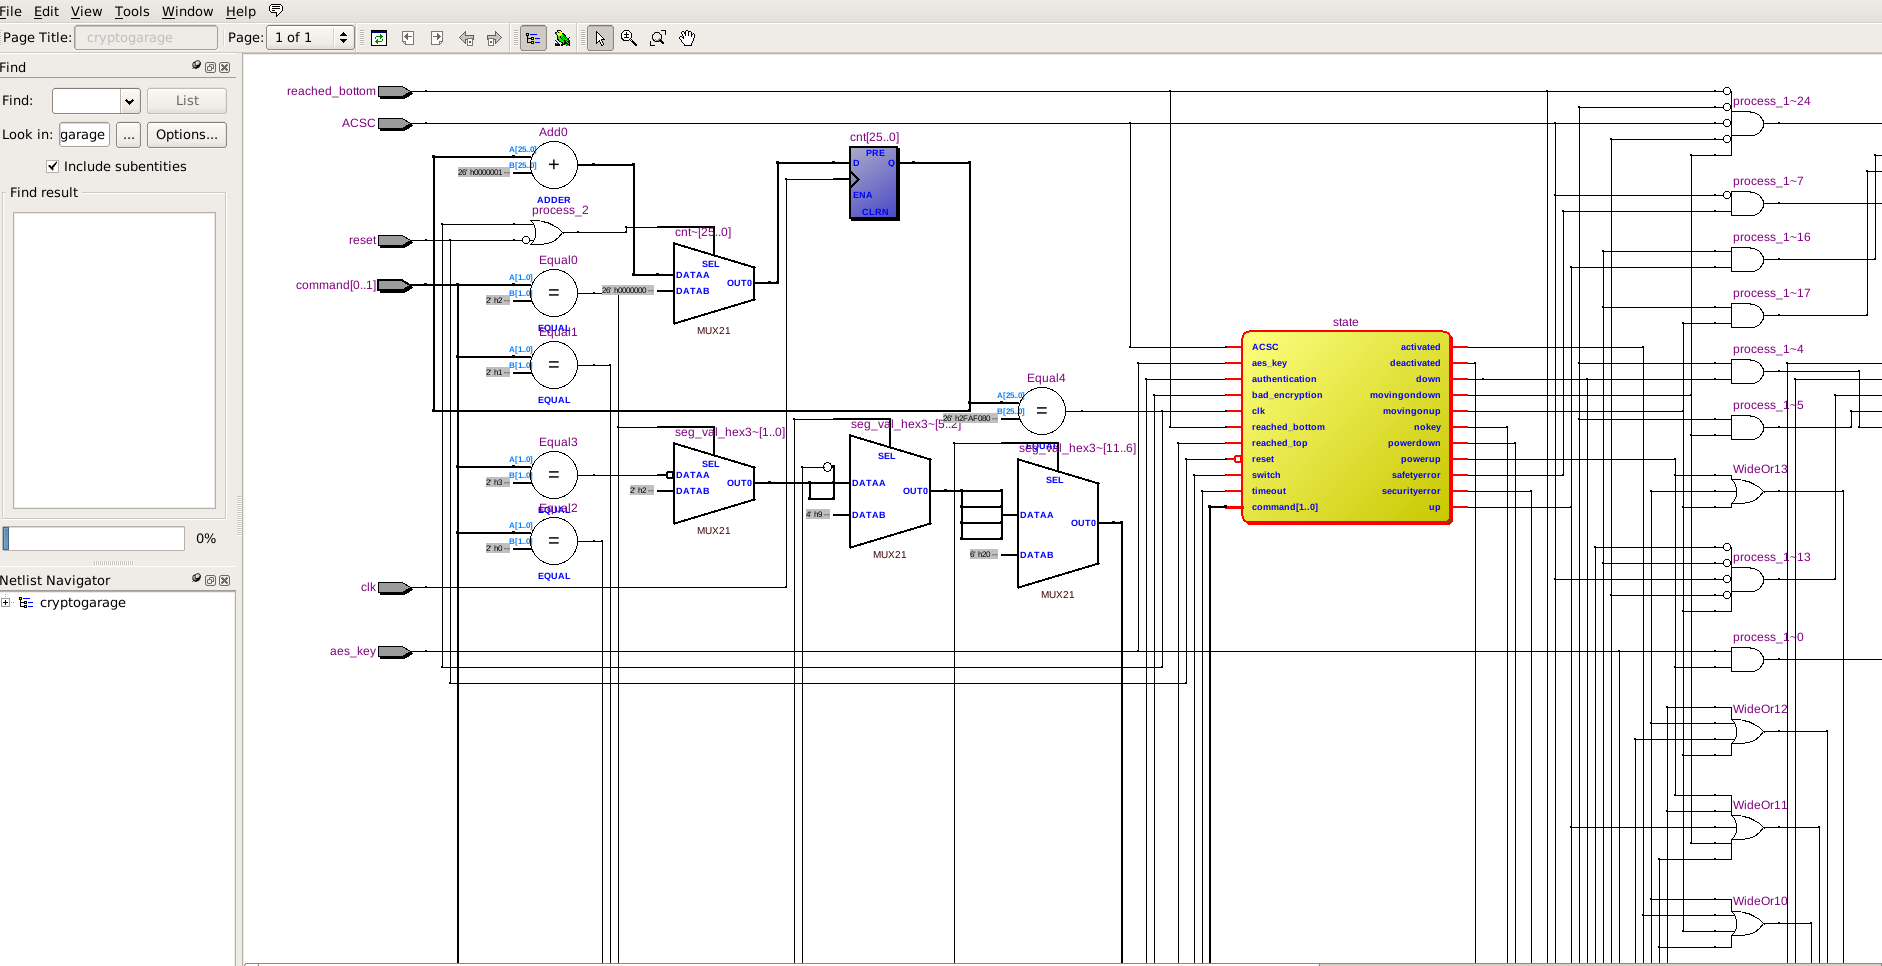 File Edit View Tools Window Help
Page Title: cryptogarage Page: 1 of 1
Find
Find: List
Look in: garage ... Options...
Include subentities
Find result
0%
Netlist Navigator
cryptogarage
reached_bottom
ACSC
reset
command[0..1]
clk
aes_key
Add0
A[25..0]
B[25..0]
26' h0000001 --
+
ADDER
process_2
Equal0
A[1..0]
B[1..0]
2' h2 --
=
EQUAL
Equal1
A[1..0]
B[1..0]
2' h1 --
=
EQUAL
Equal3
A[1..0]
B[1..0]
2' h3 --
=
EQUAL
Equal2
A[1..0]
B[1..0]
2' h0 --
=
EQUAL
cnt~[25..0]
SEL
DATAA
26' h0000000 --
DATAB
OUT0
MUX21
cnt[25..0]
PRE
D Q
ENA
CLRN
seg_val_hex3~[1..0]
SEL
DATAA
2' h2 --
DATAB
OUT0
MUX21
seg_val_hex3~[5..2]
SEL
DATAA
OUT0
4' h9 --
DATAB
MUX21
Equal4
A[25..0]
B[25..0]
26' h2FAF080 --
=
EQUAL
seg_val_hex3~[11..6]
SEL
DATAA
OUT0
6' h20 --
DATAB
MUX21
state
ACSC activated
aes_key deactivated
authentication down
bad_encryption movingondown
clk movingonup
reached_bottom nokey
reached_top powerdown
reset powerup
switch safetyerror
timeout securityerror
command[1..0] up
process_1~24
process_1~7
process_1~16
process_1~17
process_1~4
process_1~5
WideOr13
process_1~13
process_1~0
WideOr12
WideOr11
WideOr10